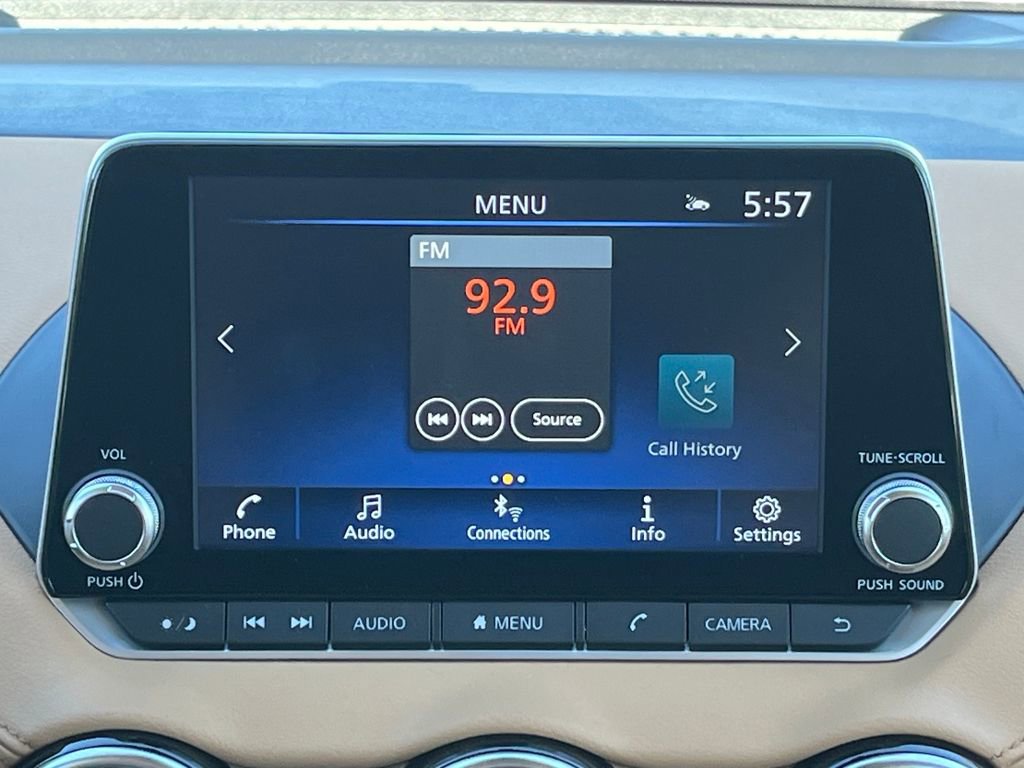 MENU 5:57
FM
92.9
FM
Source
Call History
VOL
TUNE·SCROLL
Phone Audio Connections Info Settings
PUSH
PUSH SOUND
AUDIO MENU CAMERA